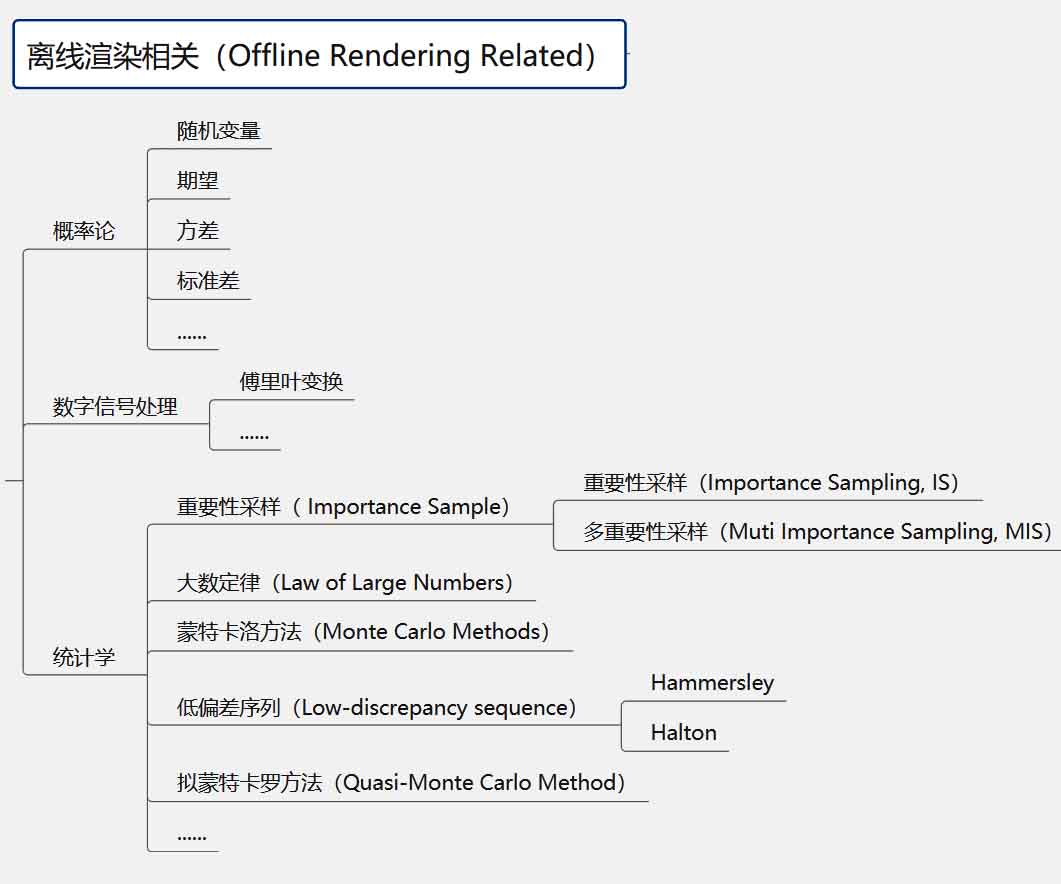 离线渲染相关（Offline Rendering Related）
概率论
随机变量
期望
方差
标准差
......
数字信号处理
傅里叶变换
......
统计学
重要性采样（ Importance Sample）
重要性采样（Importance Sampling, IS）
多重要性采样（Muti Importance Sampling, MIS）
大数定律（Law of Large Numbers）
蒙特卡洛方法（Monte Carlo Methods）
低偏差序列（Low-discrepancy sequence）
Hammersley
Halton
拟蒙特卡罗方法（Quasi-Monte Carlo Method）
......